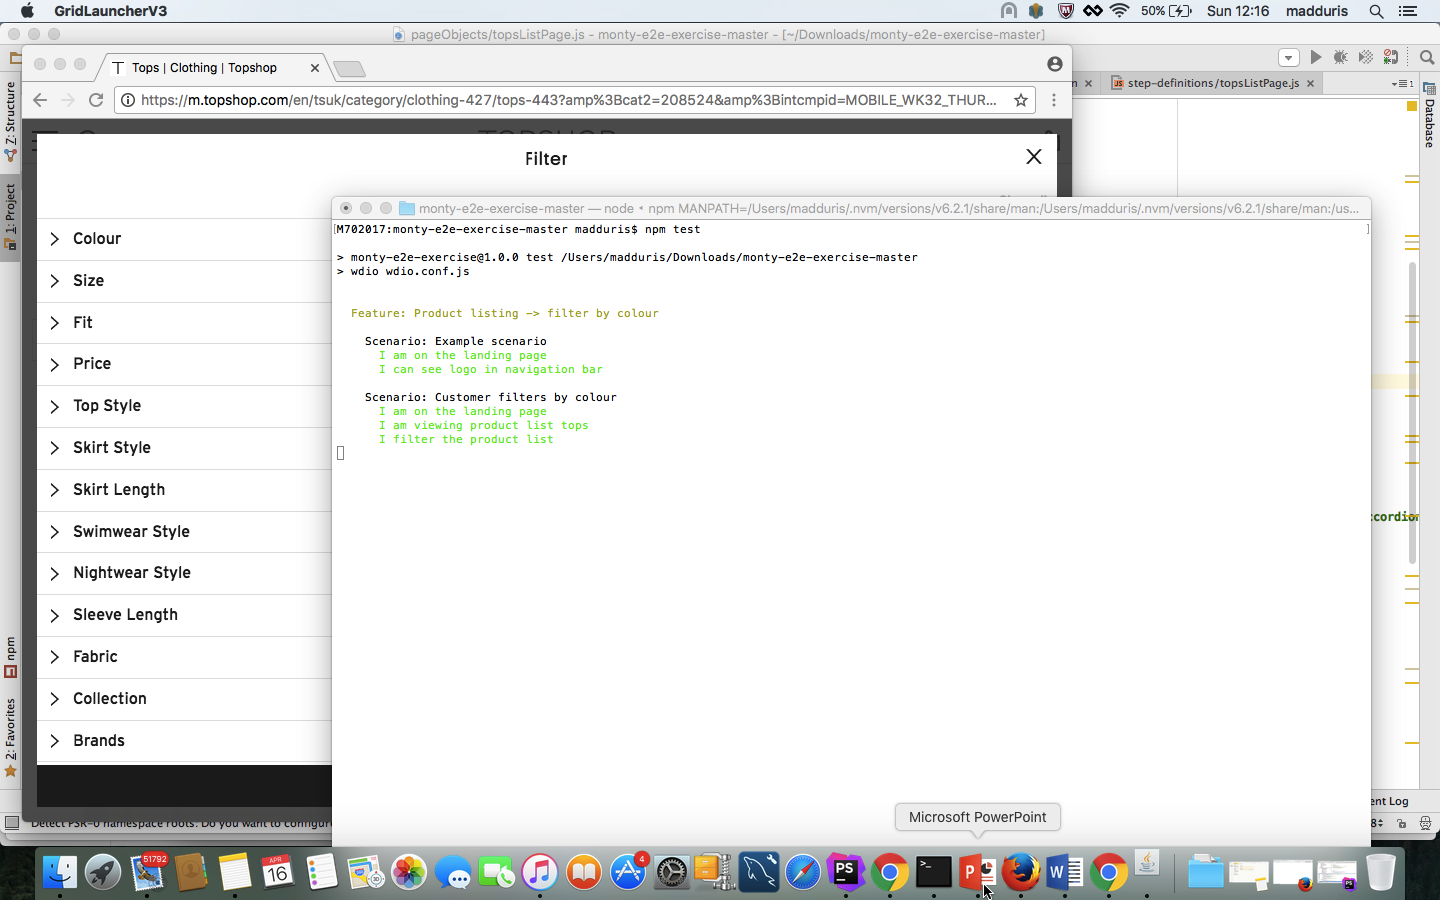 GridLauncherV3
50%
Sun 12:16
madduris
pageObjects/topsListPage.js - monty-e2e-exercise-master - [~/Downloads/monty-e2e-exercise-master]
Tops | Clothing | Topshop
step-definitions/topsListPage.js
https://m.topshop.com/en/tsuk/category/clothing-427/tops-443?amp%3Bcat2=208524&amp%3Bintcmpid=MOBILE_WK32_THUR...
Z: Structure
1: Project
npm
2: Favorites
Database
Filter
Colour
Size
Fit
Price
Top Style
Skirt Style
Skirt Length
Swimwear Style
Nightwear Style
Sleeve Length
Fabric
Collection
Brands
monty-e2e-exercise-master — node • npm MANPATH=/Users/madduris/.nvm/versions/v6.2.1/share/man:/Users/madduris/.nvm/versions/v6.2.1/share/man:/us...
[M702017:monty-e2e-exercise-master madduris$ npm test ]
> monty-e2e-exercise@1.0.0 test /Users/madduris/Downloads/monty-e2e-exercise-master
> wdio wdio.conf.js
Feature: Product listing -> filter by colour
Scenario: Example scenario
I am on the landing page
I can see logo in navigation bar
Scenario: Customer filters by colour
I am on the landing page
I am viewing product list tops
I filter the product list
ccordion
ent Log
Detect PSR-0 namespace roots. Do you want to configur
Microsoft PowerPoint
51792
APR
16
4
PS